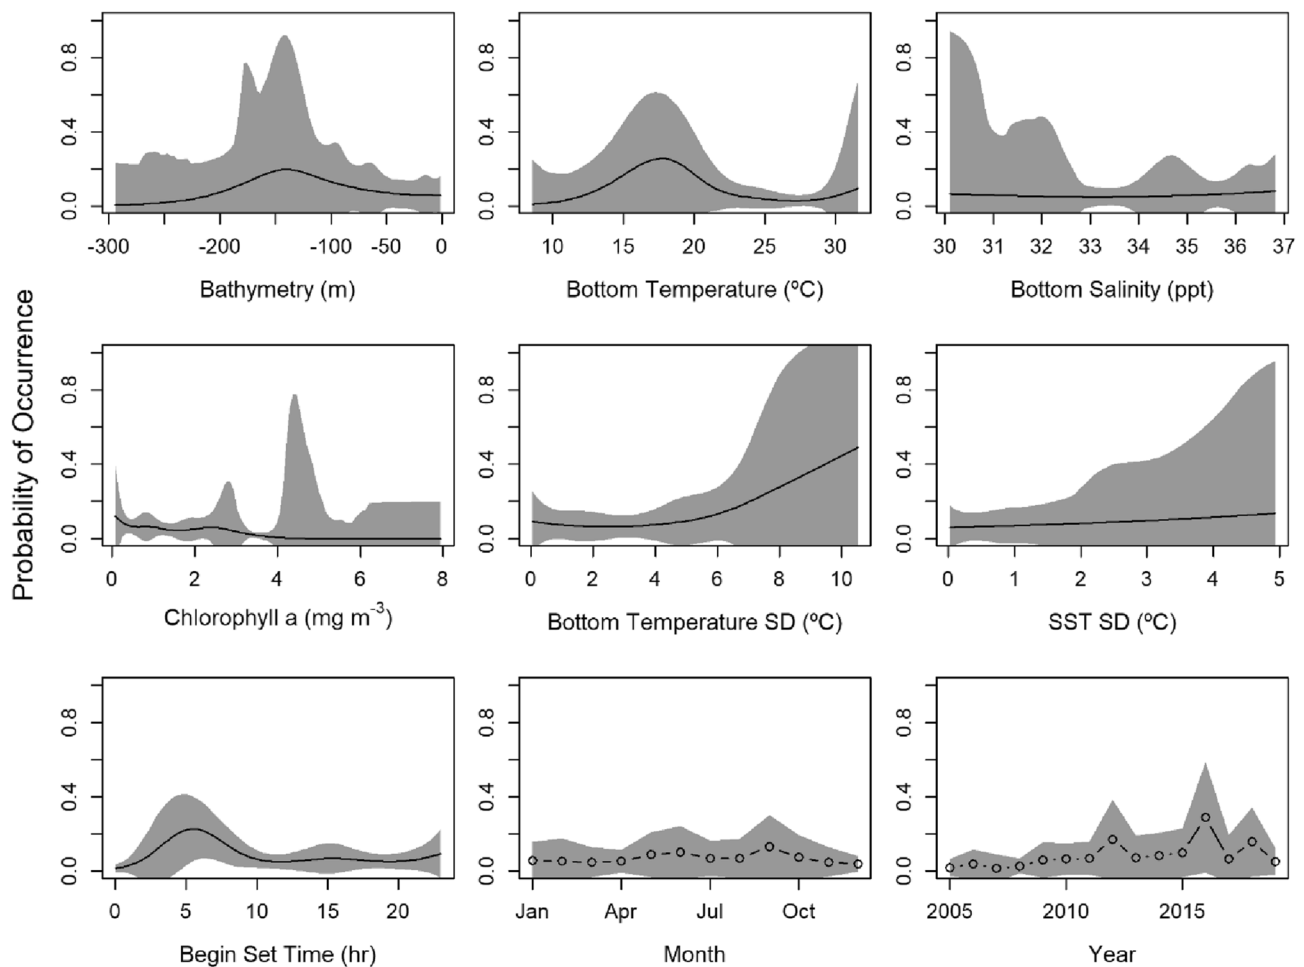 Probability of Occurrence
0.0 0.4 0.8
-300 -200 -100 -50 0
Bathymetry (m)
0.0 0.4 0.8
10 15 20 25 30
Bottom Temperature (ºC)
0.0 0.4 0.8
30 31 32 33 34 35 36 37
Bottom Salinity (ppt)
0.0 0.4 0.8
0 2 4 6 8
Chlorophyll a (mg m⁻³)
0.0 0.4 0.8
0 2 4 6 8 10
Bottom Temperature SD (ºC)
0.0 0.4 0.8
0 1 2 3 4 5
SST SD (ºC)
0.0 0.4 0.8
0 5 10 15 20
Begin Set Time (hr)
0.0 0.4 0.8
Jan Apr Jul Oct
Month
0.0 0.4 0.8
2005 2010 2015
Year